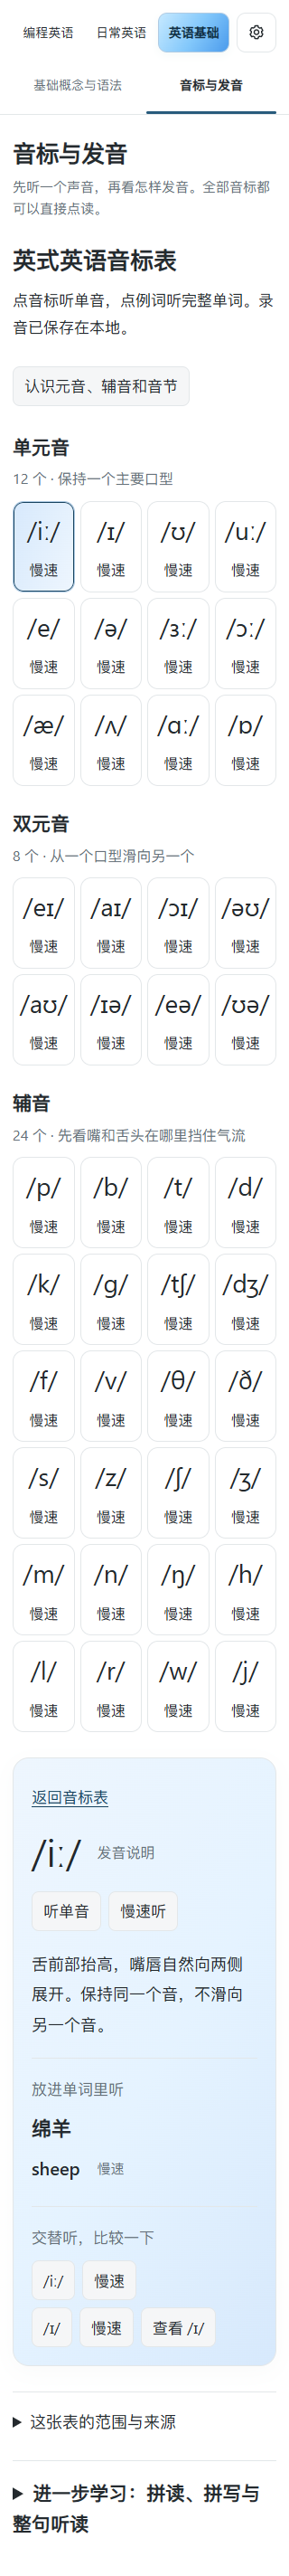 编程英语 日常英语 英语基础
基础概念与语法 音标与发音
音标与发音
先听一个声音，再看怎样发音。全部音标都
可以直接点读。
英式英语音标表
点音标听单音，点例词听完整单词。录
音已保存在本地。
认识元音、辅音和音节
单元音
12 个 · 保持一个主要口型
/iː/ /ɪ/ /ʊ/ /uː/
慢速 慢速 慢速 慢速
/e/ /ə/ /ɜː/ /ɔː/
慢速 慢速 慢速 慢速
/æ/ /ʌ/ /ɑː/ /ɒ/
慢速 慢速 慢速 慢速
双元音
8 个 · 从一个口型滑向另一个
/eɪ/ /aɪ/ /ɔɪ/ /əʊ/
慢速 慢速 慢速 慢速
/aʊ/ /ɪə/ /eə/ /ʊə/
慢速 慢速 慢速 慢速
辅音
24 个 · 先看嘴和舌头在哪里挡住气流
/p/ /b/ /t/ /d/
慢速 慢速 慢速 慢速
/k/ /g/ /tʃ/ /dʒ/
慢速 慢速 慢速 慢速
/f/ /v/ /θ/ /ð/
慢速 慢速 慢速 慢速
/s/ /z/ /ʃ/ /ʒ/
慢速 慢速 慢速 慢速
/m/ /n/ /ŋ/ /h/
慢速 慢速 慢速 慢速
/l/ /r/ /w/ /j/
慢速 慢速 慢速 慢速
返回音标表
/iː/ 发音说明
听单音 慢速听
舌前部抬高，嘴唇自然向两侧
展开。保持同一个音，不滑向
另一个音。
放进单词里听
绵羊
sheep 慢速
交替听，比较一下
/iː/ 慢速
/ɪ/ 慢速 查看 /ɪ/
▶ 这张表的范围与来源
▶ 进一步学习：拼读、拼写与
整句听读